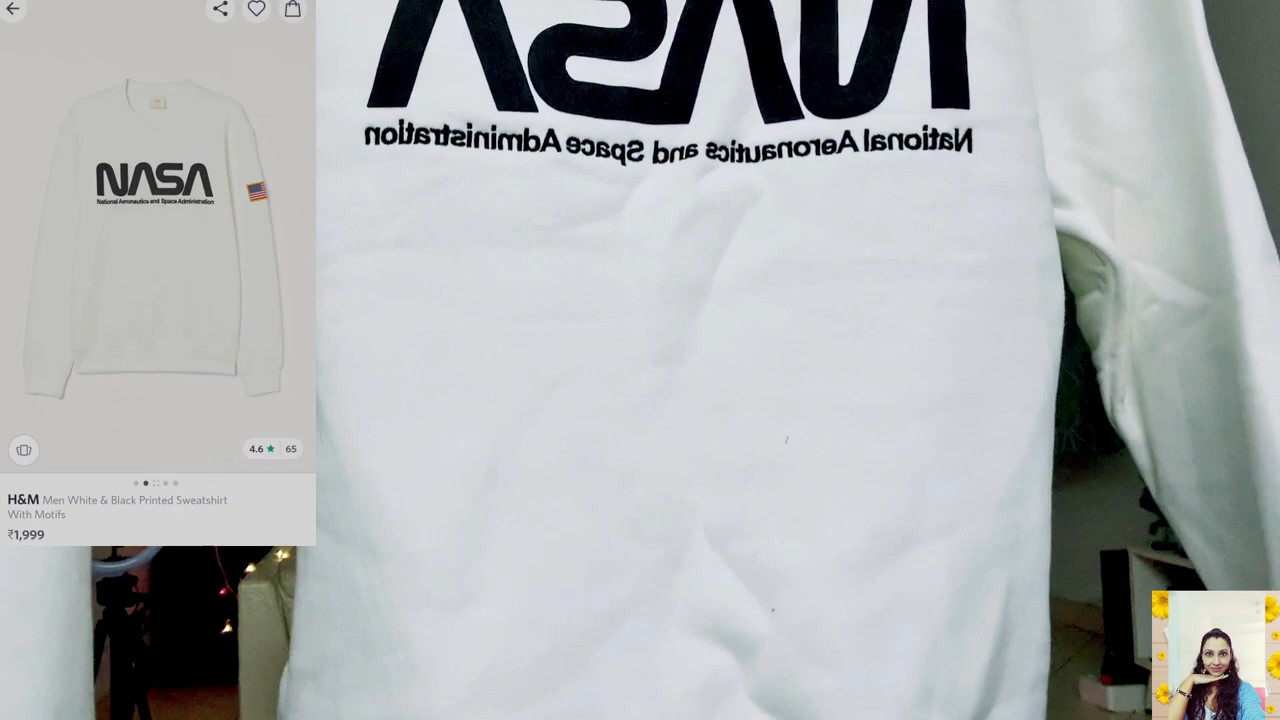 NASA
National Aeronautics and Space Administration
4.6 ★ 65
H&M Men White & Black Printed Sweatshirt
With Motifs
₹1,999
NASA
National Aeronautics and Space Administration